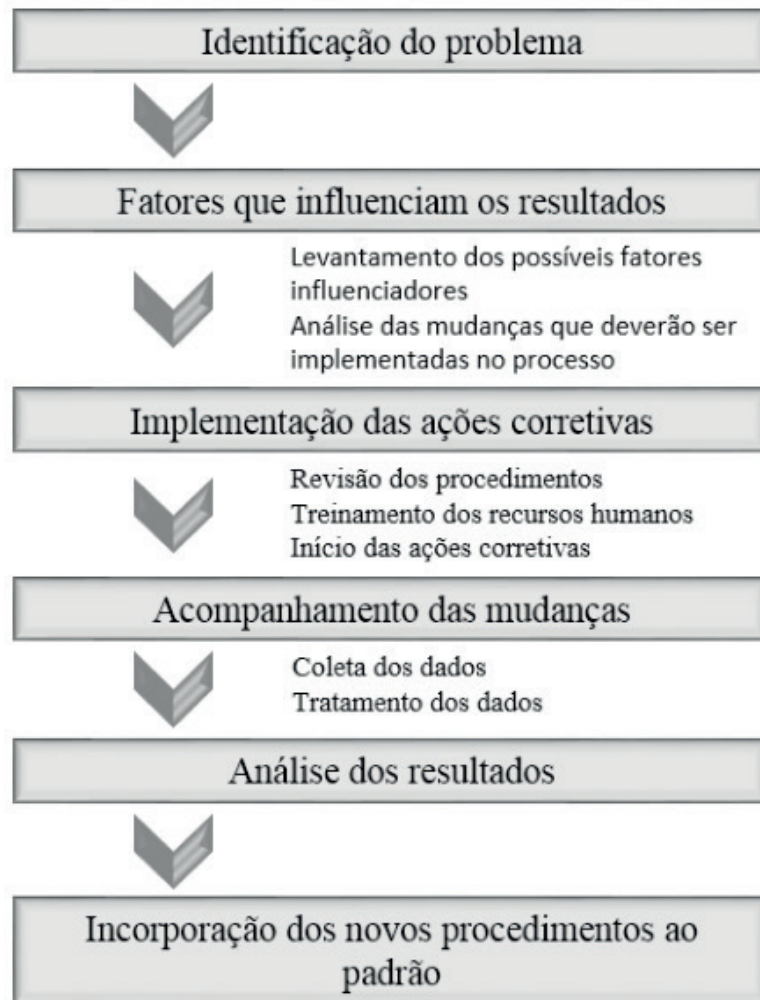 Identificação do problema
Fatores que influenciam os resultados
Levantamento dos possíveis fatores
influenciadores
Análise das mudanças que deverão ser
implementadas no processo
Implementação das ações corretivas
Revisão dos procedimentos
Treinamento dos recursos humanos
Início das ações corretivas
Acompanhamento das mudanças
Coleta dos dados
Tratamento dos dados
Análise dos resultados
Incorporação dos novos procedimentos ao
padrão